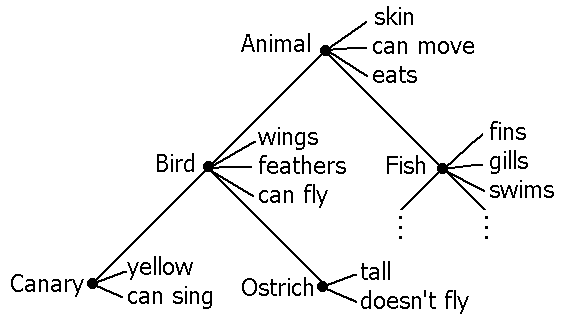 Animal
skin
can move
eats
Bird
wings
feathers
can fly
Fish
fins
gills
swims
Canary
yellow
can sing
Ostrich
tall
doesn't fly